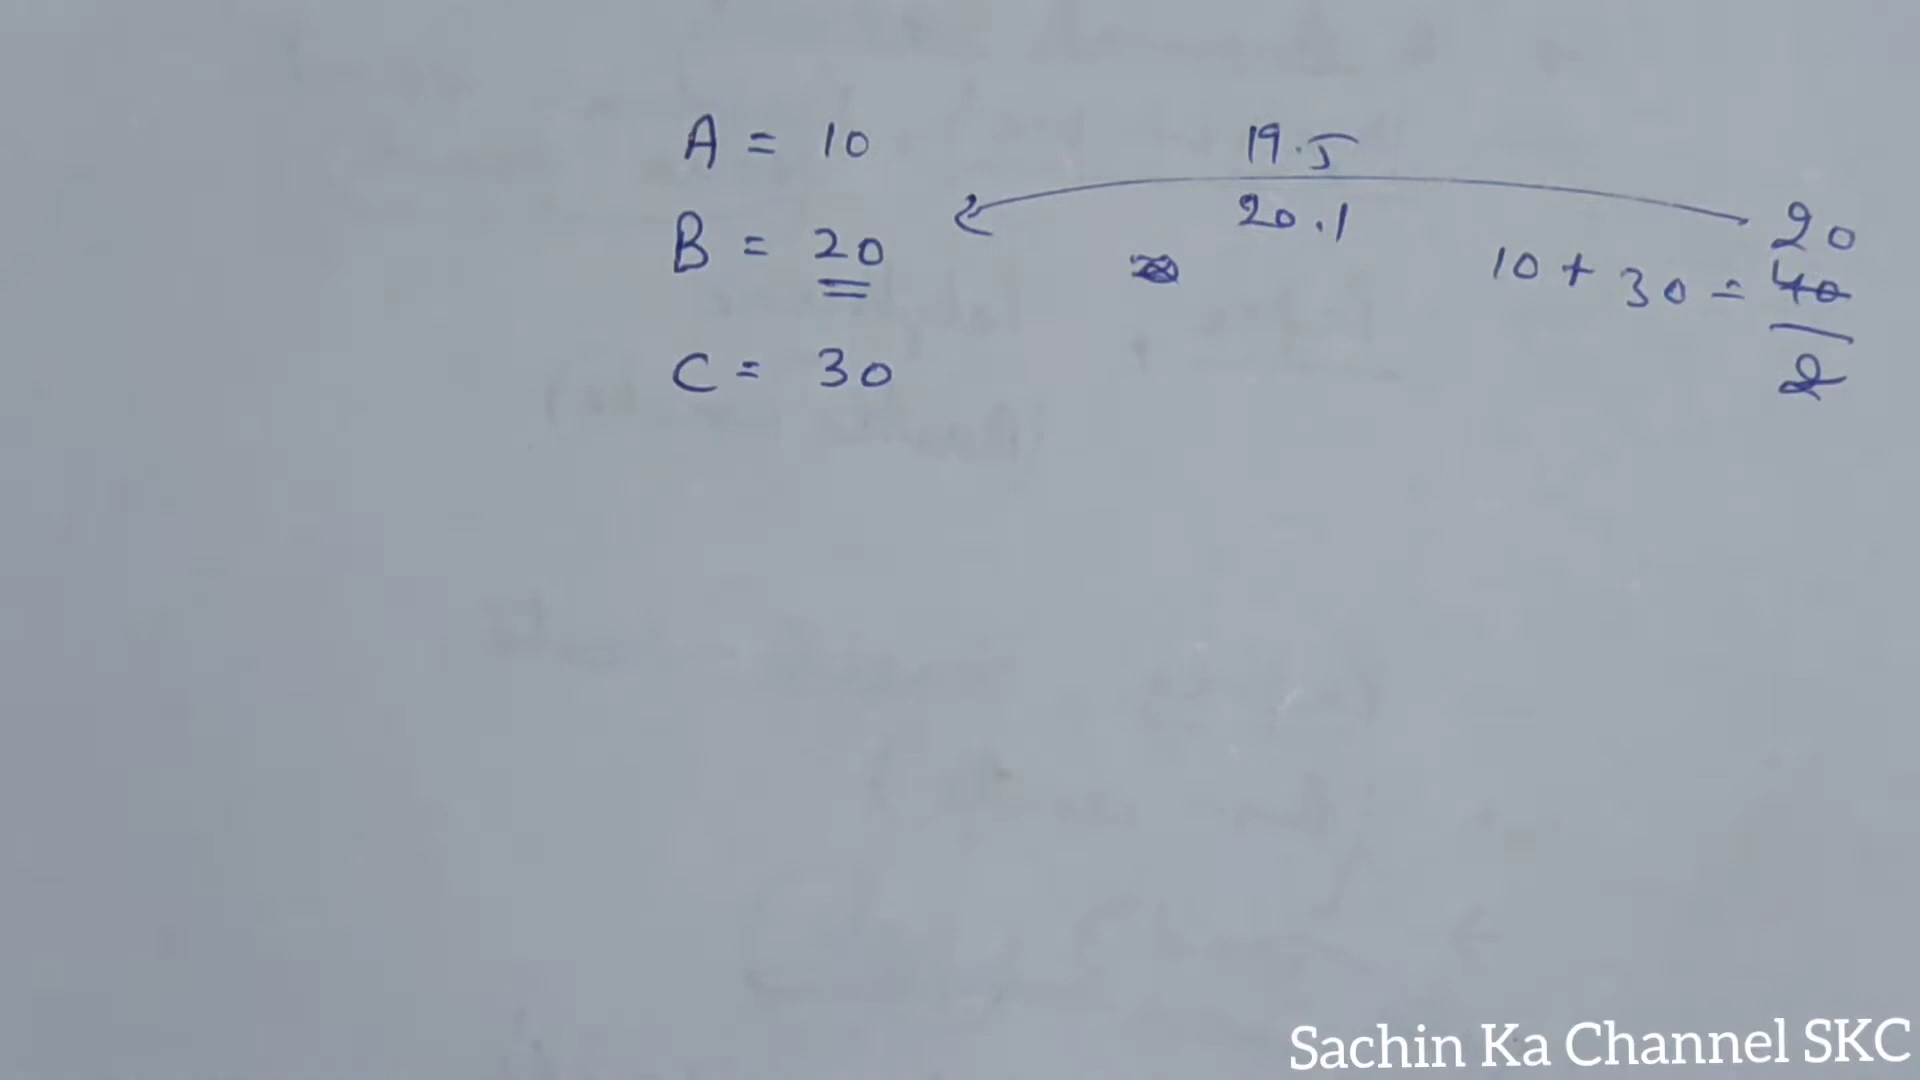 A = 10
19.5
B = 20
20.1
20
10 + 30 = 40
2
C = 30
Sachin Ka Channel SKC